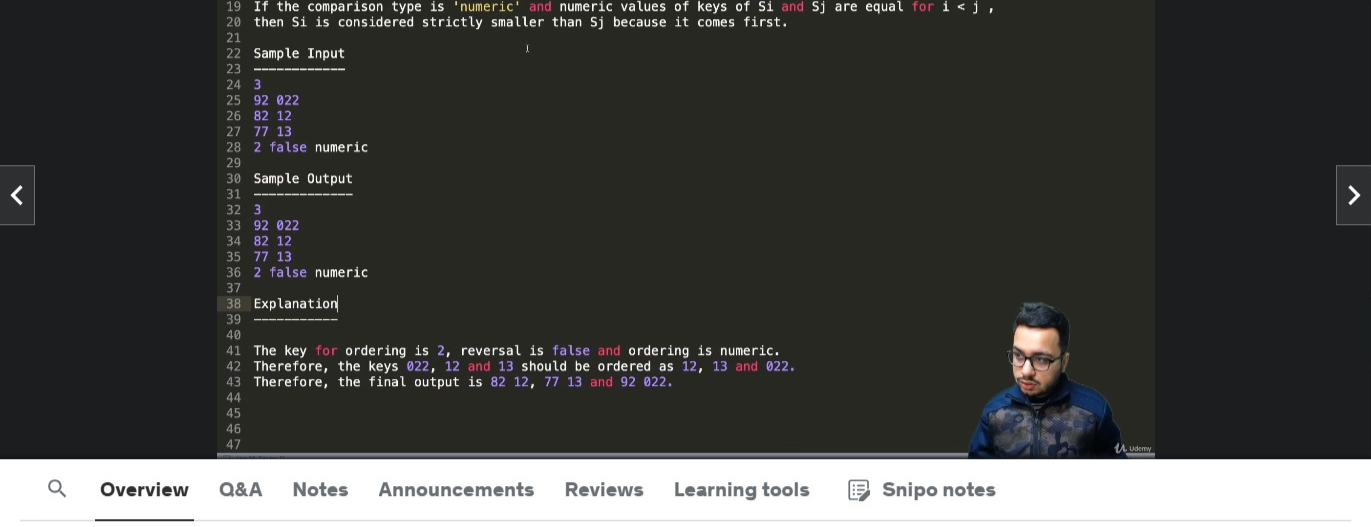 19 If the comparison type is 'numeric' and numeric values of keys of Si and Sj are equal for i < j ,
20 then Si is considered strictly smaller than Sj because it comes first.
21
22 Sample Input
23 ------------
24 3
25 92 022
26 82 12
27 77 13
28 2 false numeric
29
30 Sample Output
31 -------------
32 3
33 92 022
34 82 12
35 77 13
36 2 false numeric
37
38 Explanation
39 -----------
40
41 The key for ordering is 2, reversal is false and ordering is numeric.
42 Therefore, the keys 022, 12 and 13 should be ordered as 12, 13 and 022.
43 Therefore, the final output is 82 12, 77 13 and 92 022.
44
45
46
47
Udemy
Overview Q&A Notes Announcements Reviews Learning tools Snipo notes